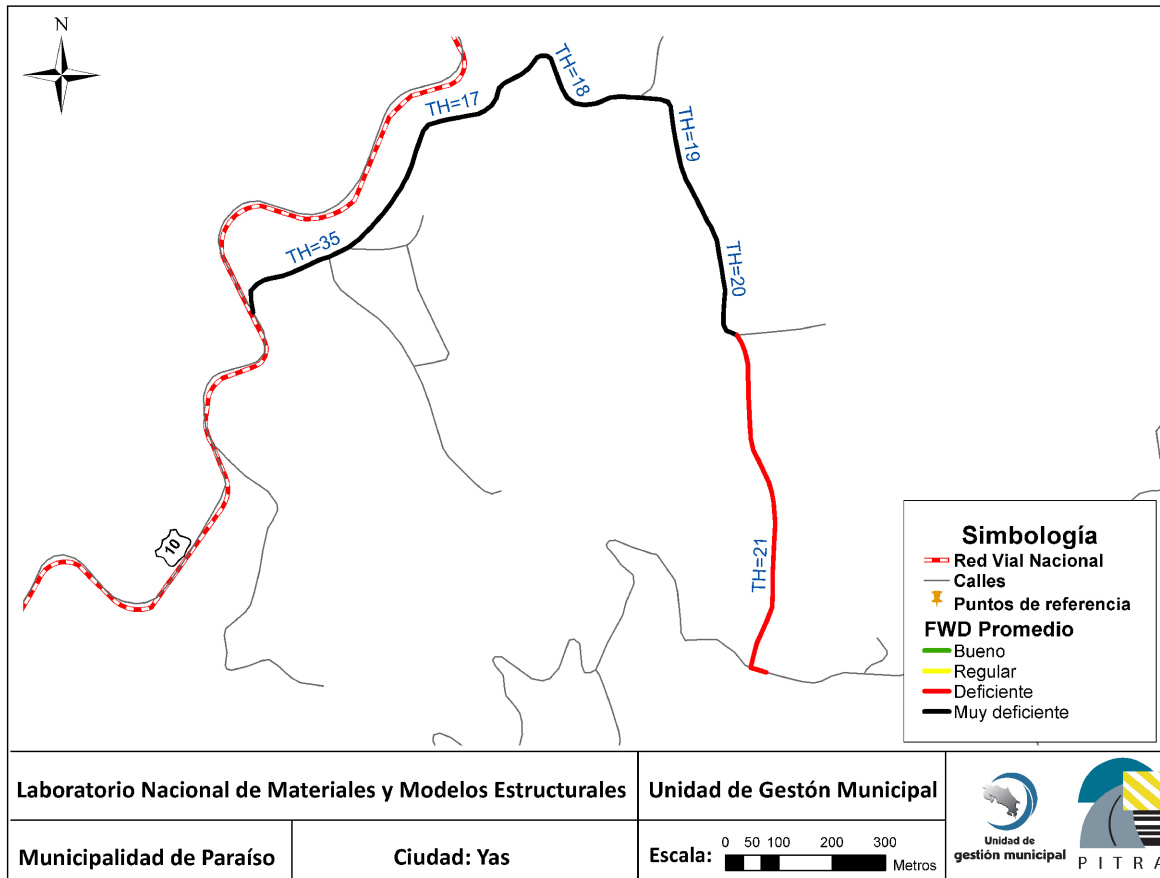 N
TH=17
TH=18
TH=19
TH=35
TH=20
TH=21
10
Simbología
Red Vial Nacional
Calles
Puntos de referencia
FWD Promedio
Bueno
Regular
Deficiente
Muy deficiente
Laboratorio Nacional de Materiales y Modelos Estructurales
Unidad de Gestión Municipal
Municipalidad de Paraíso
Ciudad: Yas
Escala:
0 50 100 200 300
Metros
Unidad de
gestión municipal
PITRA